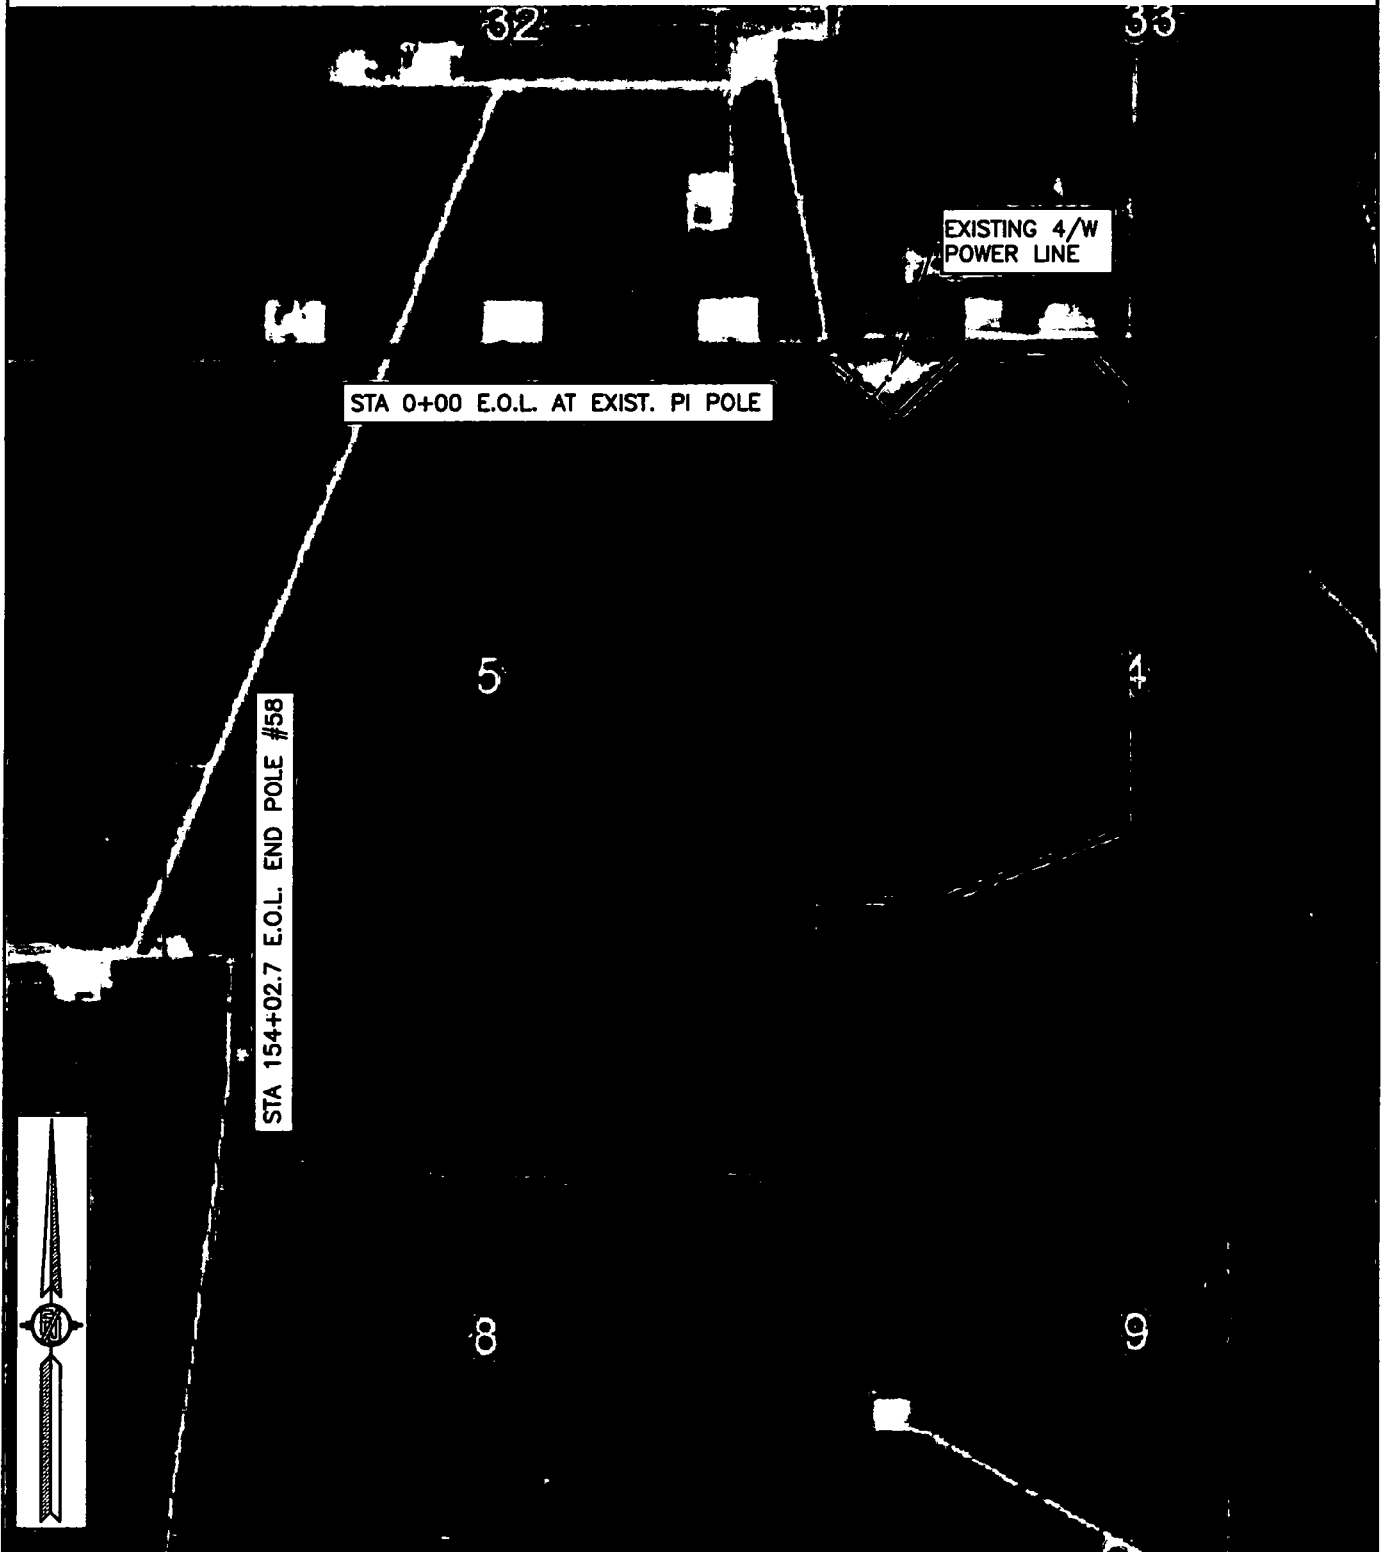 32
33
EXISTING 4/W
POWER LINE
STA 0+00 E.O.L. AT EXIST. PI POLE
5
4
STA 154+02.7 E.O.L. END POLE #58
8
9